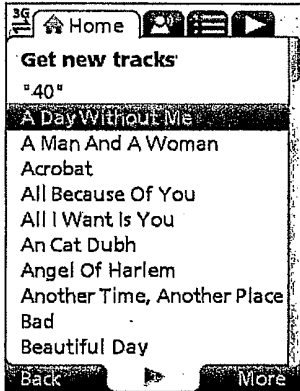 3G
Home
Get new tracks
"40"
A Day Without Me
A Man And A Woman
Acrobat
All Because Of You
All I Want Is You
An Cat Dubh
Angel Of Harlem
Another Time, Another Place
Bad
Beautiful Day
Back More